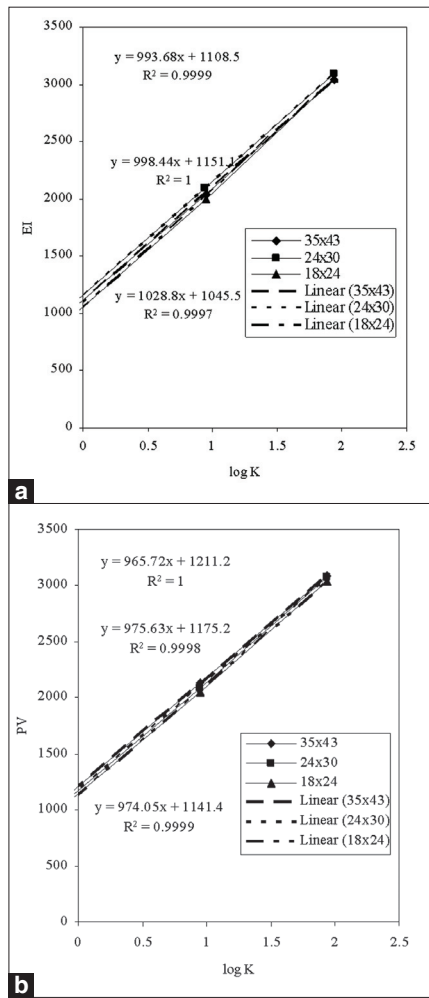 3500
y = 993.68x + 1108.5
R² = 0.9999
3000
2500
y = 998.44x + 1151.1
R² = 1
2000
EI
35x43
24x30
18x24
Linear (35x43)
Linear (24x30)
Linear (18x24)
1500
y = 1028.8x + 1045.5
R² = 0.9997
1000
500
0
0 0.5 1 1.5 2 2.5
log K
a
3500
y = 965.72x + 1211.2
R² = 1
3000
y = 975.63x + 1175.2
R² = 0.9998
2500
2000
PV
35x43
24x30
18x24
Linear (35x43)
Linear (24x30)
Linear (18x24)
1500
1000
y = 974.05x + 1141.4
R² = 0.9999
500
0
0 0.5 1 1.5 2 2.5
log K
b